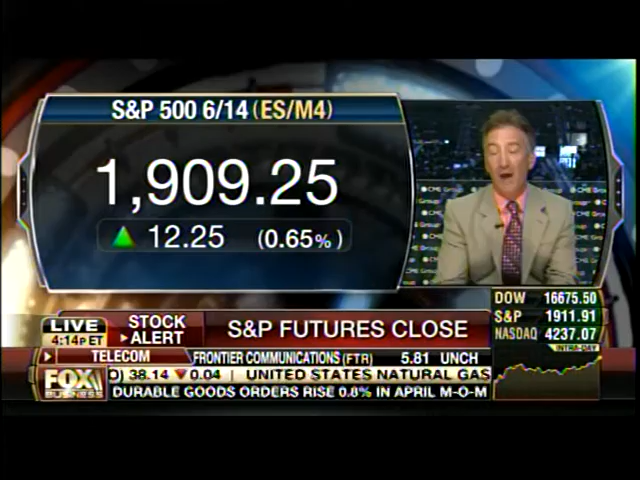 S&P 500 6/14 (ES/M4)
1,909.25
12.25 (0.65%)
CME Group
DOW 16675.50
S&P 1911.91
NASDAQ 4237.07
INTRA-DAY
LIVE
4:14P ET
STOCK ALERT
S&P FUTURES CLOSE
TELECOM
FRONTIER COMMUNICATIONS (FTR) 5.81 UNCH
) 38.14 ▼0.04 | UNITED STATES NATURAL GAS
FOX BUSINESS
DURABLE GOODS ORDERS RISE 0.8% IN APRIL M-O-M